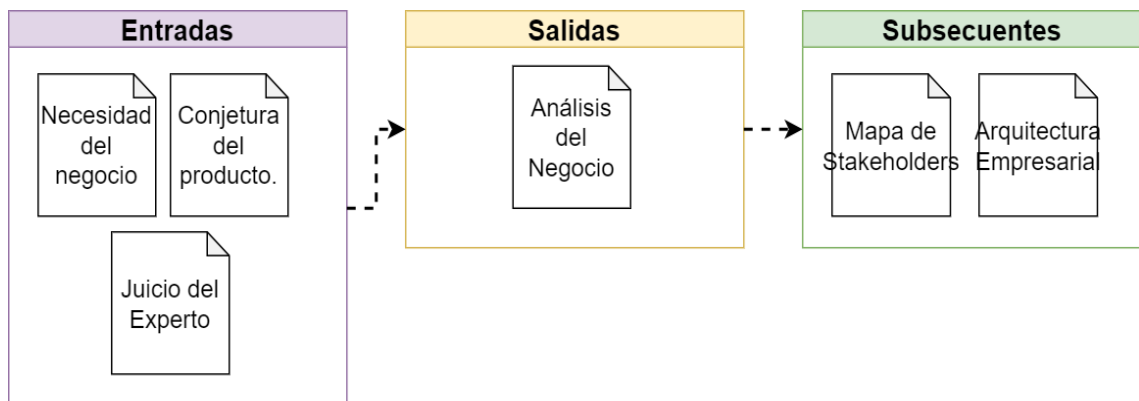 Entradas
Necesidad
del
negocio
Conjetura
del
producto.
Juicio del
Experto
Salidas
Análisis
del
Negocio
Subsecuentes
Mapa de
Stakeholders
Arquitectura
Empresarial